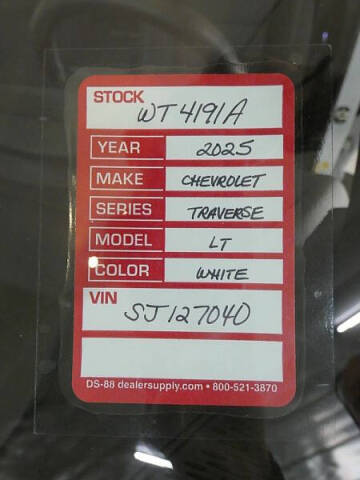 STOCK
WT4191A
YEAR 2025
MAKE CHEVROLET
SERIES TRAVERSE
MODEL LT
COLOR WHITE
VIN
SJ127040
DS-88 dealersupply.com • 800-521-3870